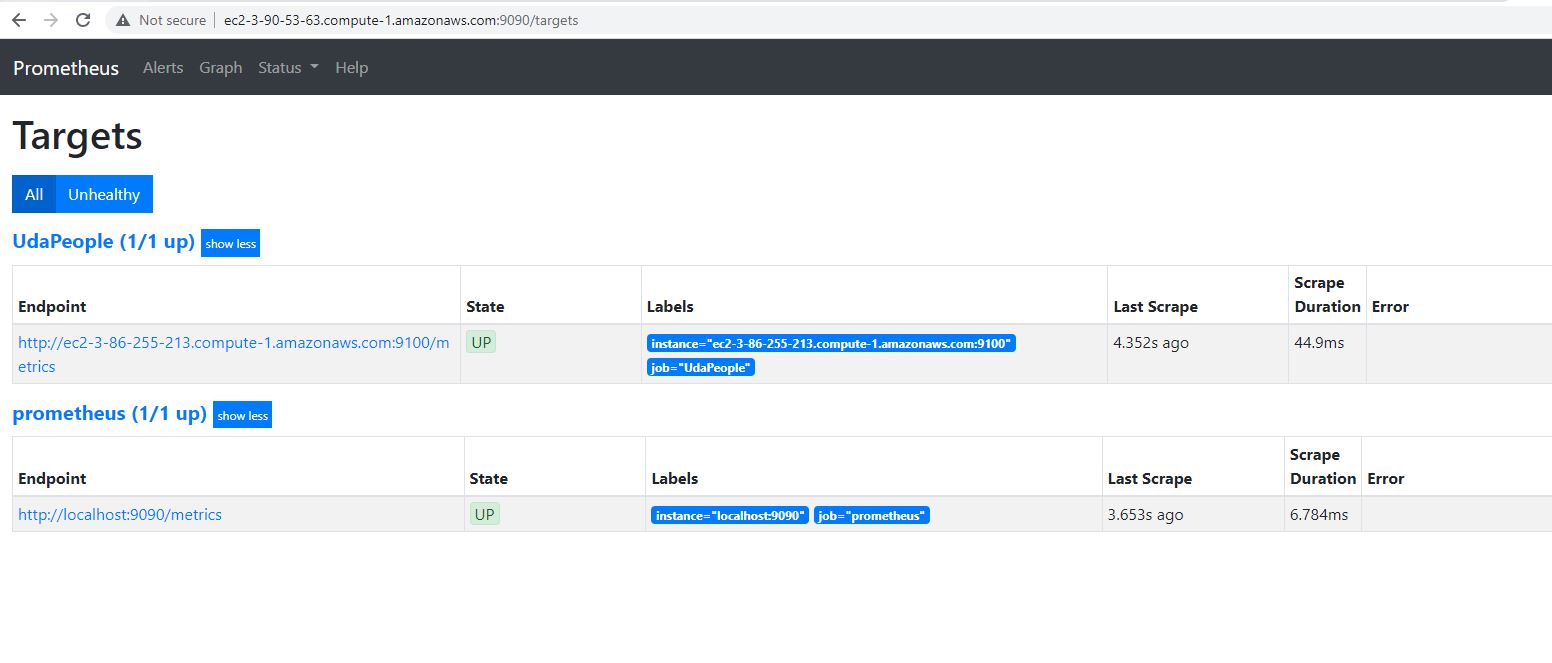 Not secure | ec2-3-90-53-63.compute-1.amazonaws.com:9090/targets
Prometheus Alerts Graph Status Help
Targets
All Unhealthy
UdaPeople (1/1 up) show less
Endpoint State Labels Last Scrape Scrape Duration Error
http://ec2-3-86-255-213.compute-1.amazonaws.com:9100/m
etrics
UP
instance="ec2-3-86-255-213.compute-1.amazonaws.com:9100"
job="UdaPeople"
4.352s ago 44.9ms
prometheus (1/1 up) show less
Endpoint State Labels Last Scrape Scrape Duration Error
http://localhost:9090/metrics UP instance="localhost:9090" job="prometheus" 3.653s ago 6.784ms